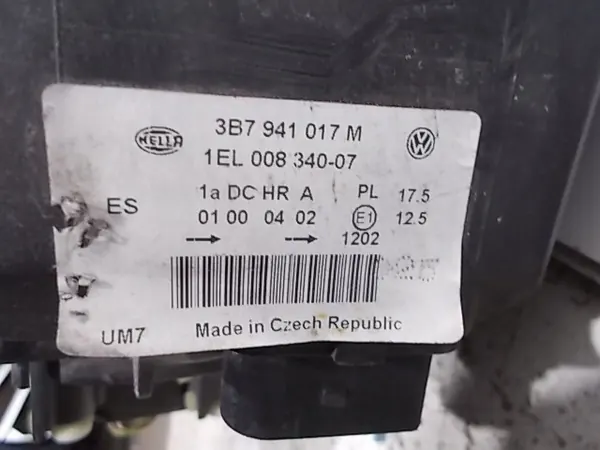 HELLA 3B7 941 017 M VW
1EL 008 340-07
1a DC HR A PL 17.5
ES 01 00 04 02 E1 12.5
1202
UM7 Made in Czech Republic